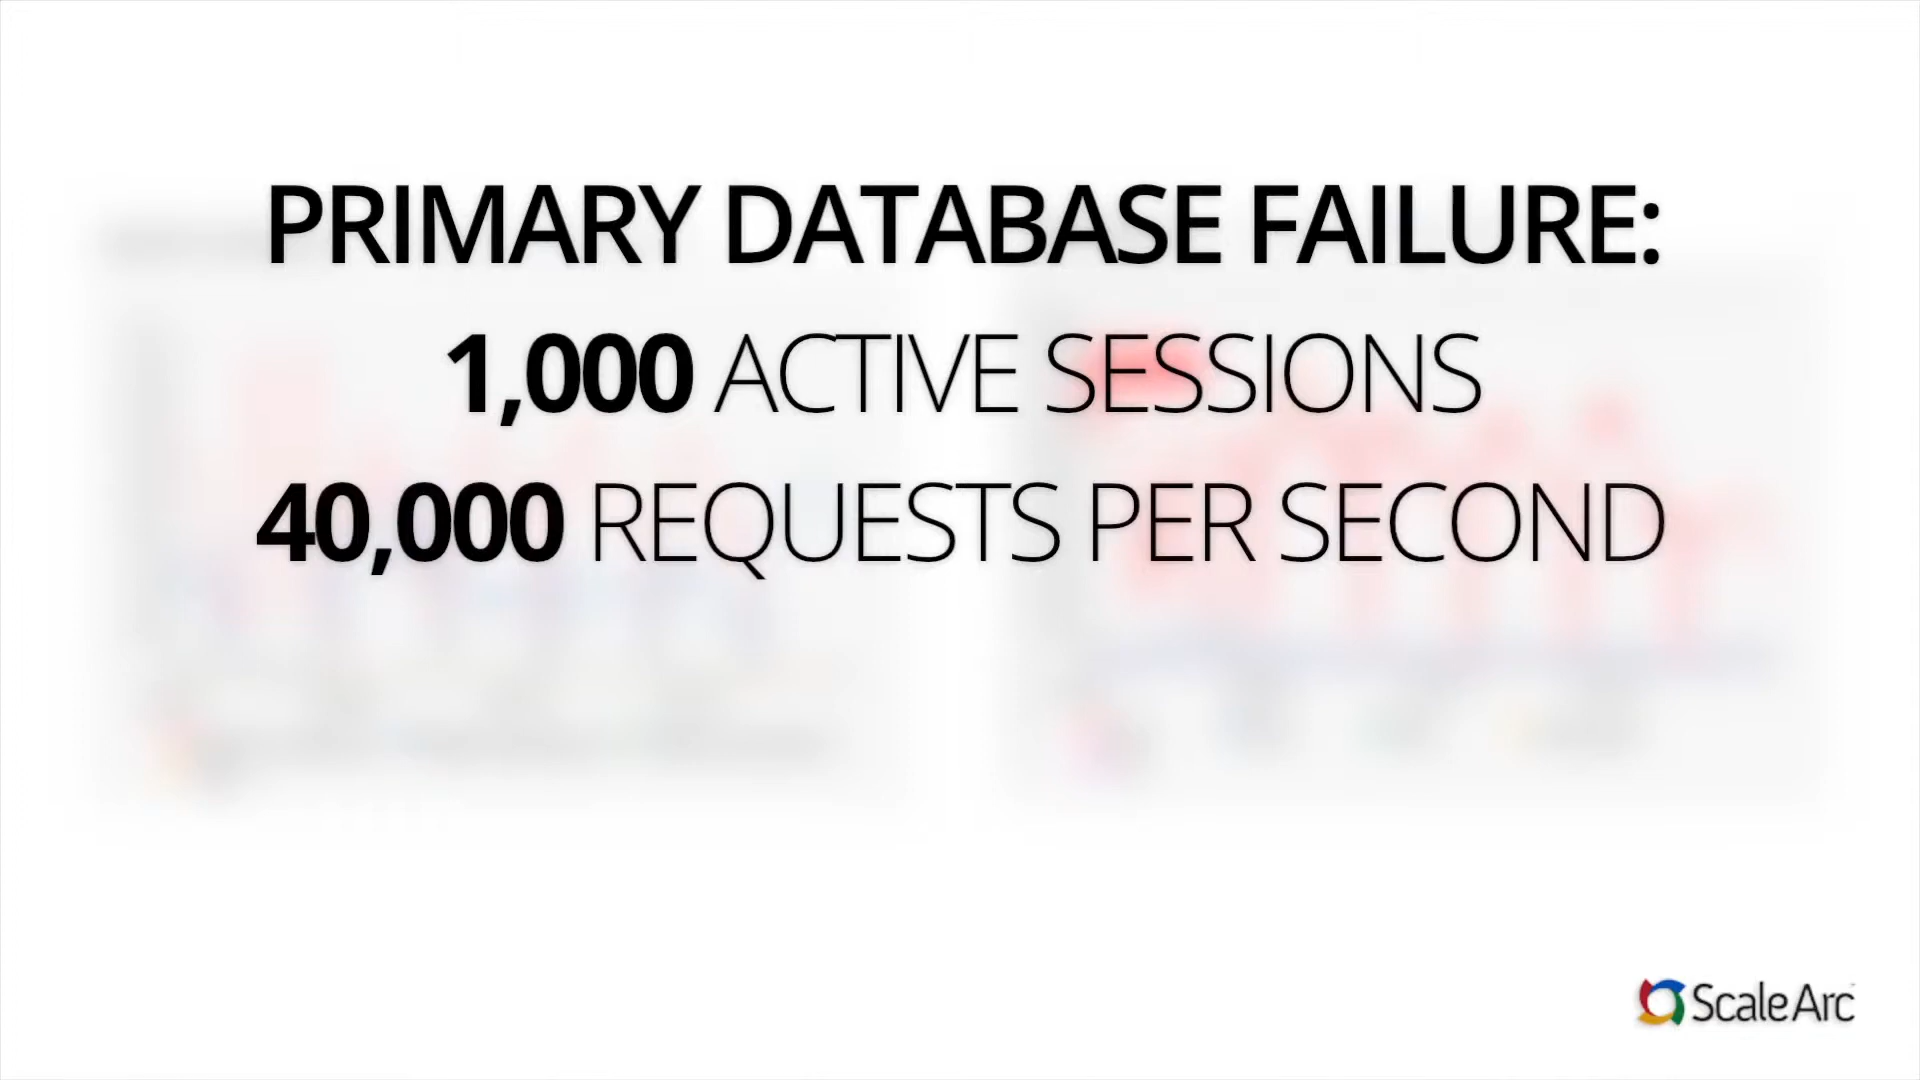 PRIMARY DATABASE FAILURE:
1,000 ACTIVE SESSIONS
40,000 REQUESTS PER SECOND
ScaleArc